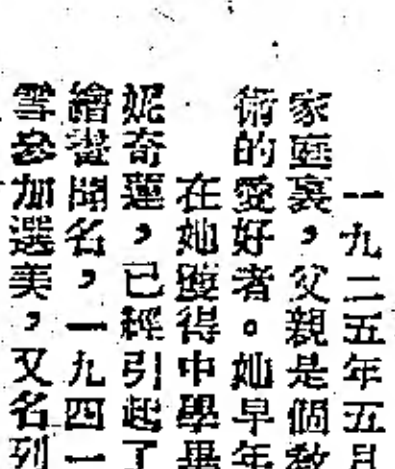 一九二五年五月
家庭裏，父親是個教
術的愛好者。她早年
在她獲得中學畢
妮奇蓮，已經引起了
繪畫聞名，一九四一
雪參加選美，又名列